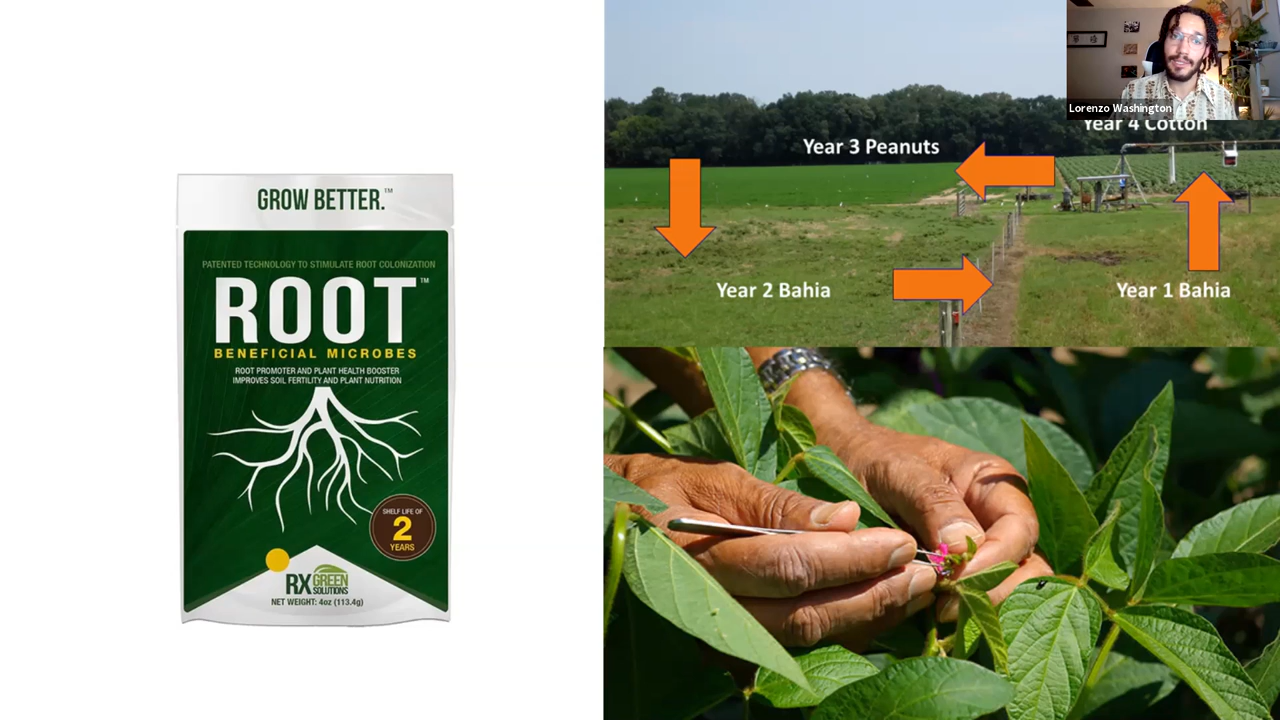 GROW BETTER.™
PATENTED TECHNOLOGY TO STIMULATE ROOT COLONIZATION
ROOT™
BENEFICIAL MICROBES
ROOT PROMOTER AND PLANT HEALTH BOOSTER
IMPROVES SOIL FERTILITY AND PLANT NUTRITION
SHELF LIFE OF
2
YEARS
RX GREEN
SOLUTIONS
NET WEIGHT: 4oz (113.4g)
Year 3 Peanuts
Year 4 Cotton
Year 2 Bahia
Year 1 Bahia
Lorenzo Washington